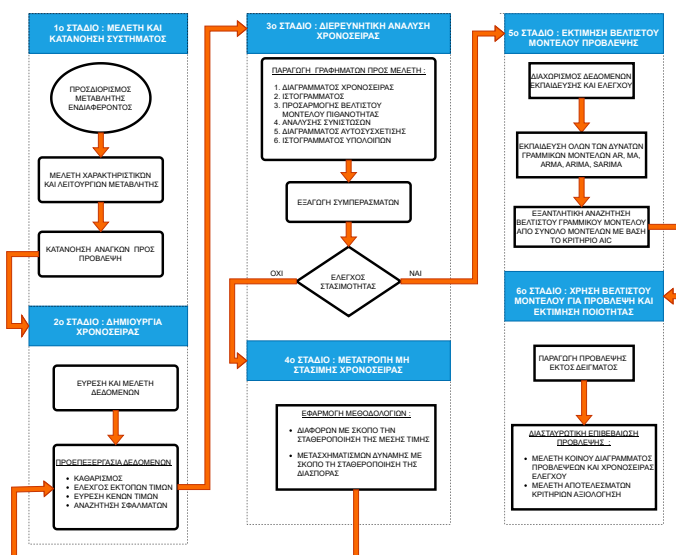 1ο ΣΤΑΔΙΟ : ΜΕΛΕΤΗ ΚΑΙ
ΚΑΤΑΝΟΗΣΗ ΣΥΣΤΗΜΑΤΟΣ
ΠΡΟΣΔΙΟΡΙΣΜΟΣ
ΜΕΤΑΒΛΗΤΗΣ
ΕΝΔΙΑΦΕΡΟΝΤΟΣ
ΜΕΛΕΤΗ ΧΑΡΑΚΤΗΡΙΣΤΙΚΩΝ
ΚΑΙ ΛΕΙΤΟΥΡΓΙΩΝ ΜΕΤΑΒΛΗΤΗΣ
ΚΑΤΑΝΟΗΣΗ ΑΝΑΓΚΩΝ ΠΡΟΣ
ΠΡΟΒΛΕΨΗ
2ο ΣΤΑΔΙΟ : ΔΗΜΙΟΥΡΓΙΑ
ΧΡΟΝΟΣΕΙΡΑΣ
ΕΥΡΕΣΗ ΚΑΙ ΜΕΛΕΤΗ
ΔΕΔΟΜΕΝΩΝ
ΠΡΟΕΠΕΞΕΡΓΑΣΙΑ ΔΕΔΟΜΕΝΩΝ
• ΚΑΘΑΡΙΣΜΟΣ
• ΕΛΕΓΧΟΣ ΕΚΤΟΠΩΝ ΤΙΜΩΝ
• ΕΥΡΕΣΗ ΚΕΝΩΝ ΤΙΜΩΝ
• ΑΝΑΖΗΤΗΣΗ ΣΦΑΛΜΑΤΩΝ
3ο ΣΤΑΔΙΟ : ΔΙΕΡΕΥΝΗΤΙΚΗ ΑΝΑΛΥΣΗ
ΧΡΟΝΟΣΕΙΡΑΣ
ΠΑΡΑΓΩΓΗ ΓΡΑΦΗΜΑΤΩΝ ΠΡΟΣ ΜΕΛΕΤΗ :
1. ΔΙΑΓΡΑΜΜΑΤΟΣ ΧΡΟΝΟΣΕΙΡΑΣ
2. ΙΣΤΟΓΡΑΜΜΑΤΟΣ
3. ΠΡΟΣΑΡΜΟΓΗΣ ΒΕΛΤΙΣΤΟΥ
ΜΟΝΤΕΛΟΥ ΠΙΘΑΝΟΤΗΤΑΣ
4. ΑΝΑΛΥΣΗΣ ΣΥΝΙΣΤΩΣΩΝ
5. ΔΙΑΓΡΑΜΜΑΤΟΣ ΑΥΤΟΣΥΣΧΕΤΙΣΗΣ
6. ΙΣΤΟΓΡΑΜΜΑΤΟΣ ΥΠΟΛΟΙΠΩΝ
ΕΞΑΓΩΓΗ ΣΥΜΠΕΡΑΣΜΑΤΩΝ
ΟΧΙ
ΕΛΕΓΧΟΣ
ΣΤΑΣΙΜΟΤΗΤΑΣ
ΝΑΙ
4ο ΣΤΑΔΙΟ : ΜΕΤΑΤΡΟΠΗ ΜΗ
ΣΤΑΣΙΜΗΣ ΧΡΟΝΟΣΕΙΡΑΣ
ΕΦΑΡΜΟΓΗ ΜΕΘΟΔΟΛΟΓΙΩΝ :
• ΔΙΑΦΟΡΩΝ ΜΕ ΣΚΟΠΟ ΤΗΝ
ΣΤΑΘΕΡΟΠΟΙΗΣΗ ΤΗΣ ΜΕΣΗΣ ΤΙΜΗΣ
• ΜΕΤΑΣΧΗΜΑΤΙΣΜΩΝ ΔΥΝΑΜΗΣ ΜΕ
ΣΚΟΠΟ ΤΗ ΣΤΑΘΕΡΟΠΟΙΗΣΗ ΤΗΣ
ΔΙΑΣΠΟΡΑΣ
5ο ΣΤΑΔΙΟ : ΕΚΤΙΜΗΣΗ ΒΕΛΤΙΣΤΟΥ
ΜΟΝΤΕΛΟΥ ΠΡΟΒΛΕΨΗΣ
ΔΙΑΧΩΡΙΣΜΟΣ ΔΕΔΟΜΕΝΩΝ
ΕΚΠΑΙΔΕΥΣΗΣ ΚΑΙ ΕΛΕΓΧΟΥ
ΕΚΠΑΙΔΕΥΣΗ ΟΛΩΝ ΤΩΝ ΔΥΝΑΤΩΝ
ΓΡΑΜΜΙΚΩΝ ΜΟΝΤΕΛΩΝ AR, MA,
ARMA, ARIMA, SARIMA
ΕΞΑΝΤΛΗΤΙΚΗ ΑΝΑΖΗΤΗΣΗ
ΒΕΛΤΙΣΤΟΥ ΓΡΑΜΜΙΚΟΥ ΜΟΝΤΕΛΟΥ
ΑΠΟ ΣΥΝΟΛΟ ΜΟΝΤΕΛΩΝ ΜΕ ΒΑΣΗ
ΤΟ ΚΡΙΤΗΡΙΟ AIC
6ο ΣΤΑΔΙΟ : ΧΡΗΣΗ ΒΕΛΤΙΣΤΟΥ
ΜΟΝΤΕΛΟΥ ΓΙΑ ΠΡΟΒΛΕΨΗ ΚΑΙ
ΕΚΤΙΜΗΣΗ ΠΟΙΟΤΗΤΑΣ
ΠΑΡΑΓΩΓΗ ΠΡΟΒΛΕΨΗΣ
ΕΚΤΟΣ ΔΕΙΓΜΑΤΟΣ
ΔΙΑΣΤΑΥΡΩΤΙΚΗ ΕΠΙΒΕΒΑΙΩΣΗ
ΠΡΟΒΛΕΨΗΣ :
• ΜΕΛΕΤΗ ΚΟΙΝΟΥ ΔΙΑΓΡΑΜΜΑΤΟΣ
ΠΡΟΒΛΕΨΕΩΝ ΚΑΙ ΧΡΟΝΟΣΕΙΡΑΣ
ΕΛΕΓΧΟΥ
• ΜΕΛΕΤΗ ΑΠΟΤΕΛΕΣΜΑΤΩΝ
ΚΡΙΤΗΡΙΩΝ ΑΞΙΟΛΟΓΗΣΗ